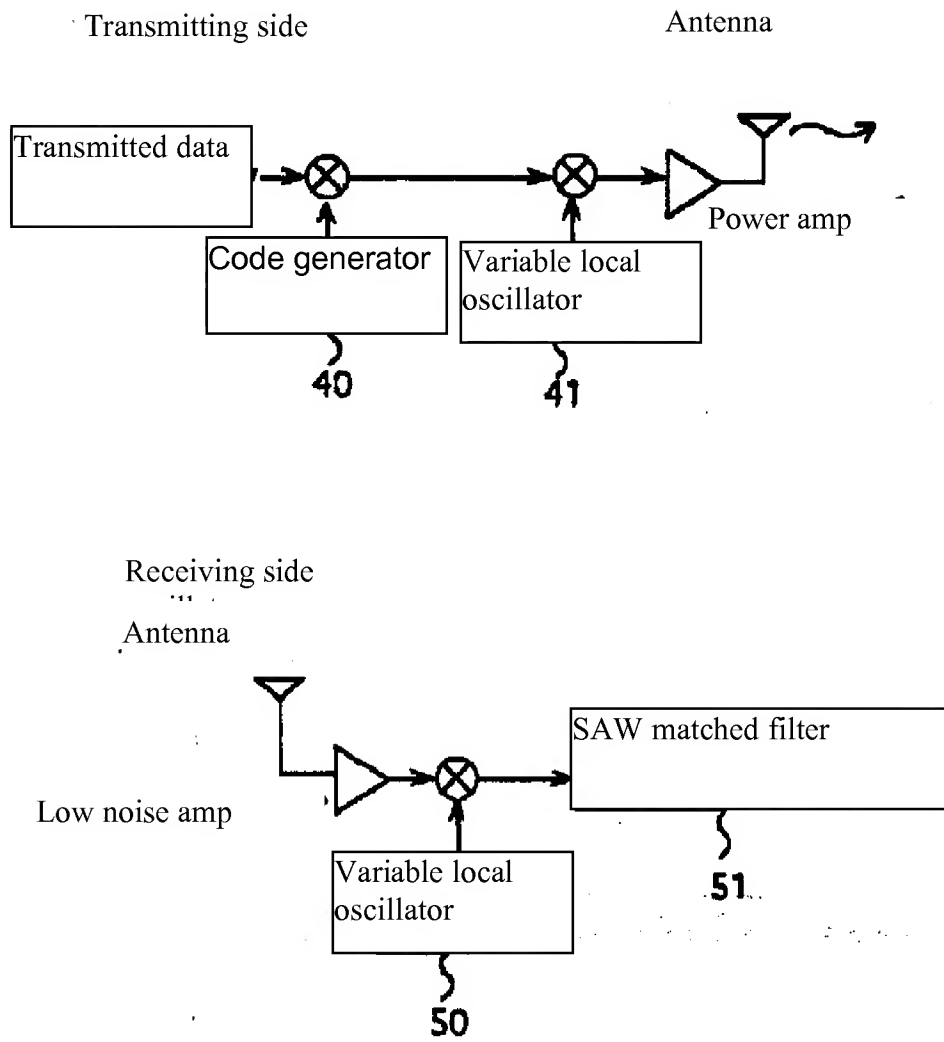 Transmitting side
Antenna
Transmitted data
Power amp
Code generator
Variable local
oscillator
40
41
Receiving side
Antenna
SAW matched filter
Low noise amp
Variable local
oscillator
51
50